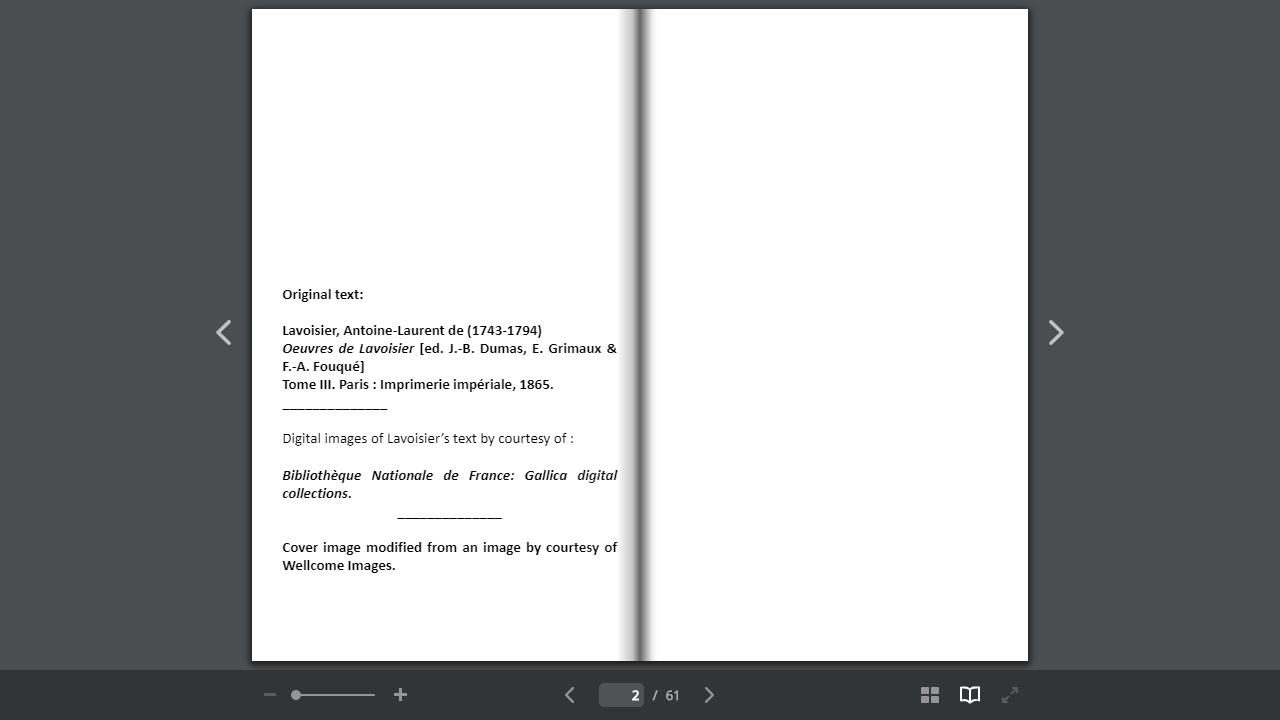 Original text:
Lavoisier, Antoine-Laurent de (1743-1794)
Oeuvres de Lavoisier [ed. J.-B. Dumas, E. Grimaux &
F.-A. Fouqué]
Tome III. Paris : Imprimerie impériale, 1865.
_______________
Digital images of Lavoisier’s text by courtesy of :
Bibliothèque Nationale de France: Gallica digital
collections.
_______________
Cover image modified from an image by courtesy of
Wellcome Images.
2 / 61